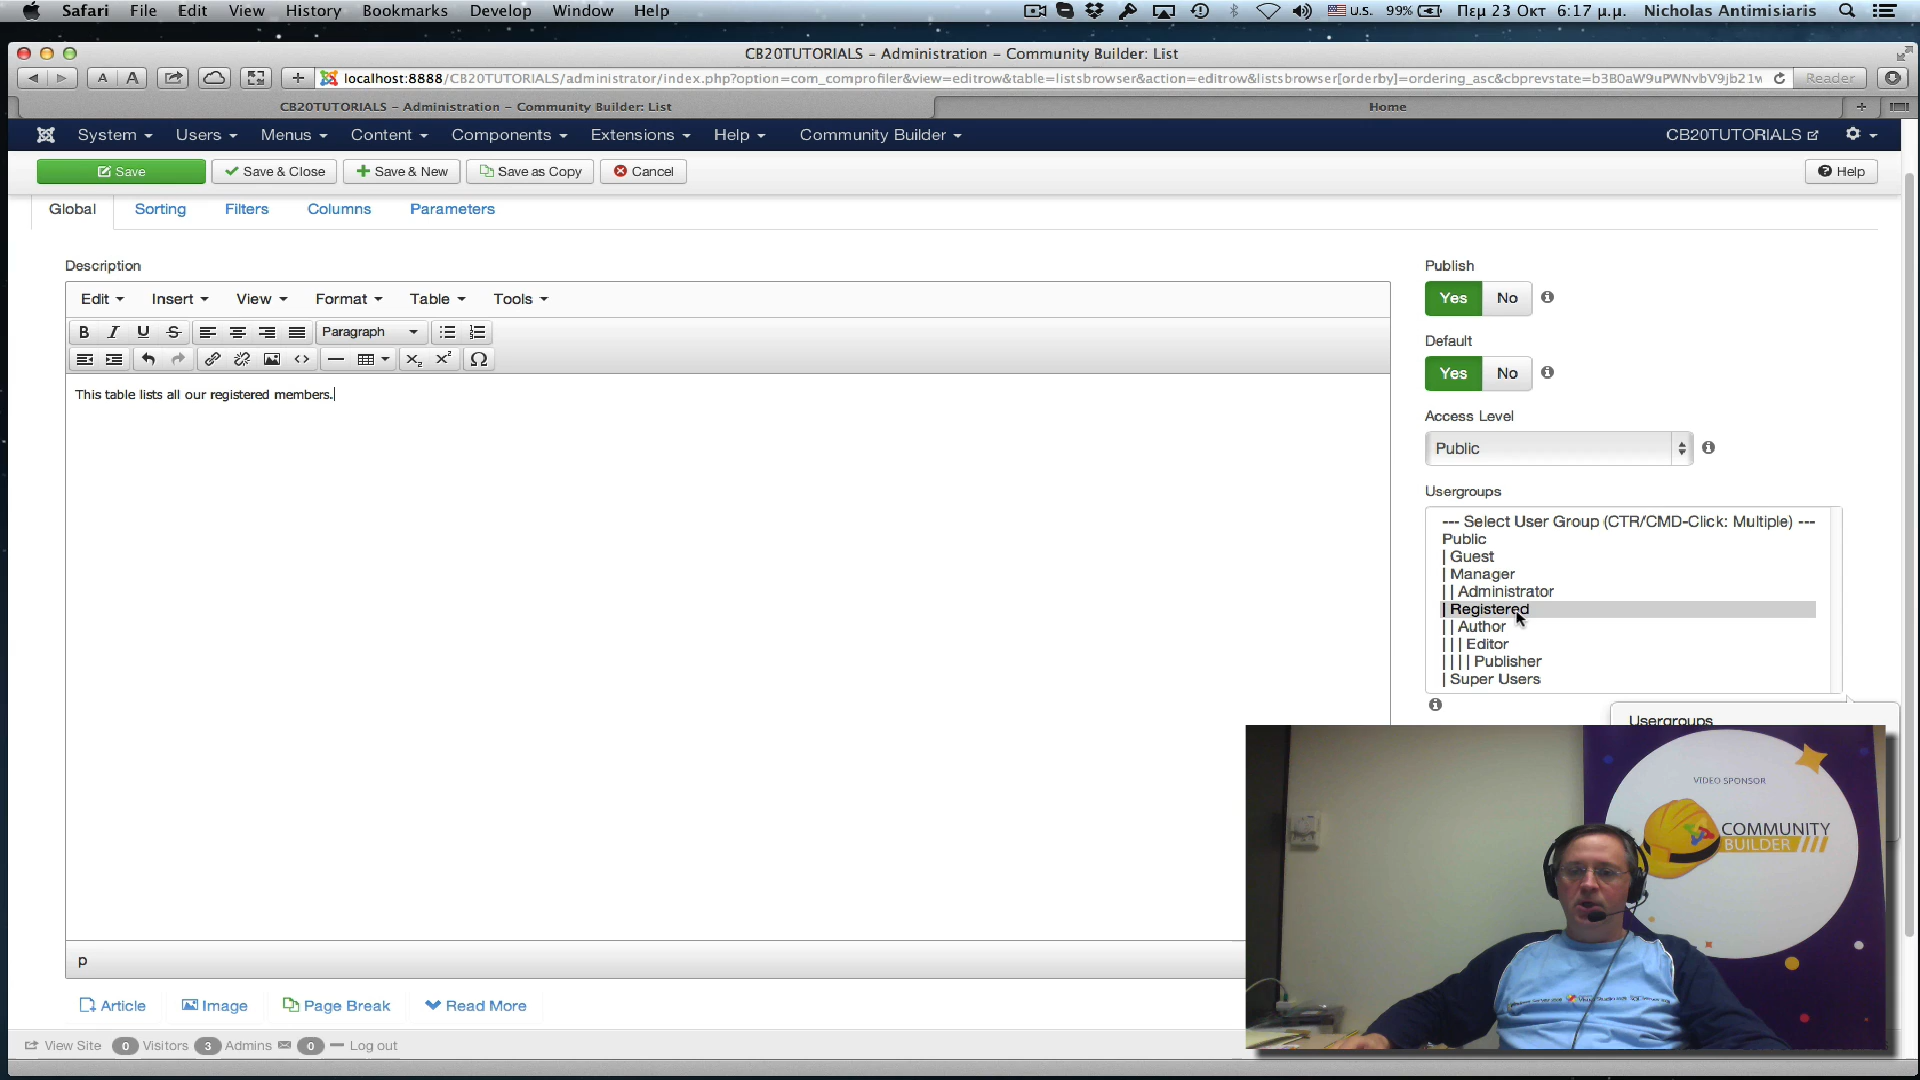 Safari File Edit View History Bookmarks Develop Window Help U.S. 99% Πεμ 23 Οκτ 6:17 μ.μ. Nicholas Antimisiaris
CB20TUTORIALS – Administration – Community Builder: List
A A localhost:8888/CB20TUTORIALS/administrator/index.php?option=com_comprofiler&view=editrow&table=listsbrowser&action=editrow&listsbrowser[orderby]=ordering_asc&cbprevstate=b3B0aW9uPWNvbV9jb21w Reader
CB20TUTORIALS – Administration – Community Builder: List Home
System Users Menus Content Components Extensions Help Community Builder CB20TUTORIALS
Save Save & Close Save & New Save as Copy Cancel Help
Global Sorting Filters Columns Parameters
Description
Edit Insert View Format Table Tools
B I U S Paragraph
This table lists all our registered members.
p
Article Image Page Break Read More
Publish
Yes No
Default
Yes No
Access Level
Public
Usergroups
--- Select User Group (CTR/CMD-Click: Multiple) ---
Public
| Guest
| Manager
| | Administrator
| Registered
| | Author
| | | Editor
| | | | Publisher
| Super Users
Usergroups
VIDEO SPONSOR
COMMUNITY
BUILDER
View Site 0 Visitors 3 Admins 0 Log out